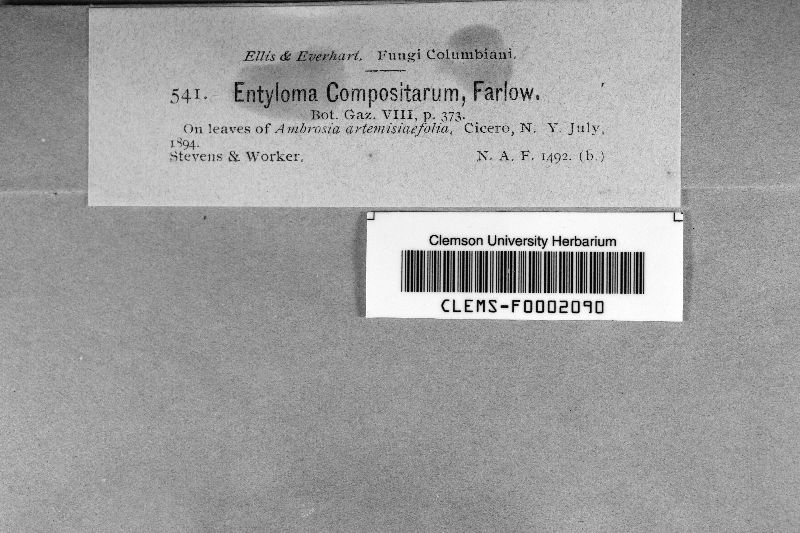 Ellis & Everhart. Fungi Columbiani.
541. Entyloma Compositarum, Farlow.
Bot. Gaz. VIII, p. 373.
On leaves of Ambrosia artemisiaefolia, Cicero, N. Y. July,
1894.
Stevens & Worker. N. A. F. 1492. (b.)
Clemson University Herbarium
CLEMS-F0002090